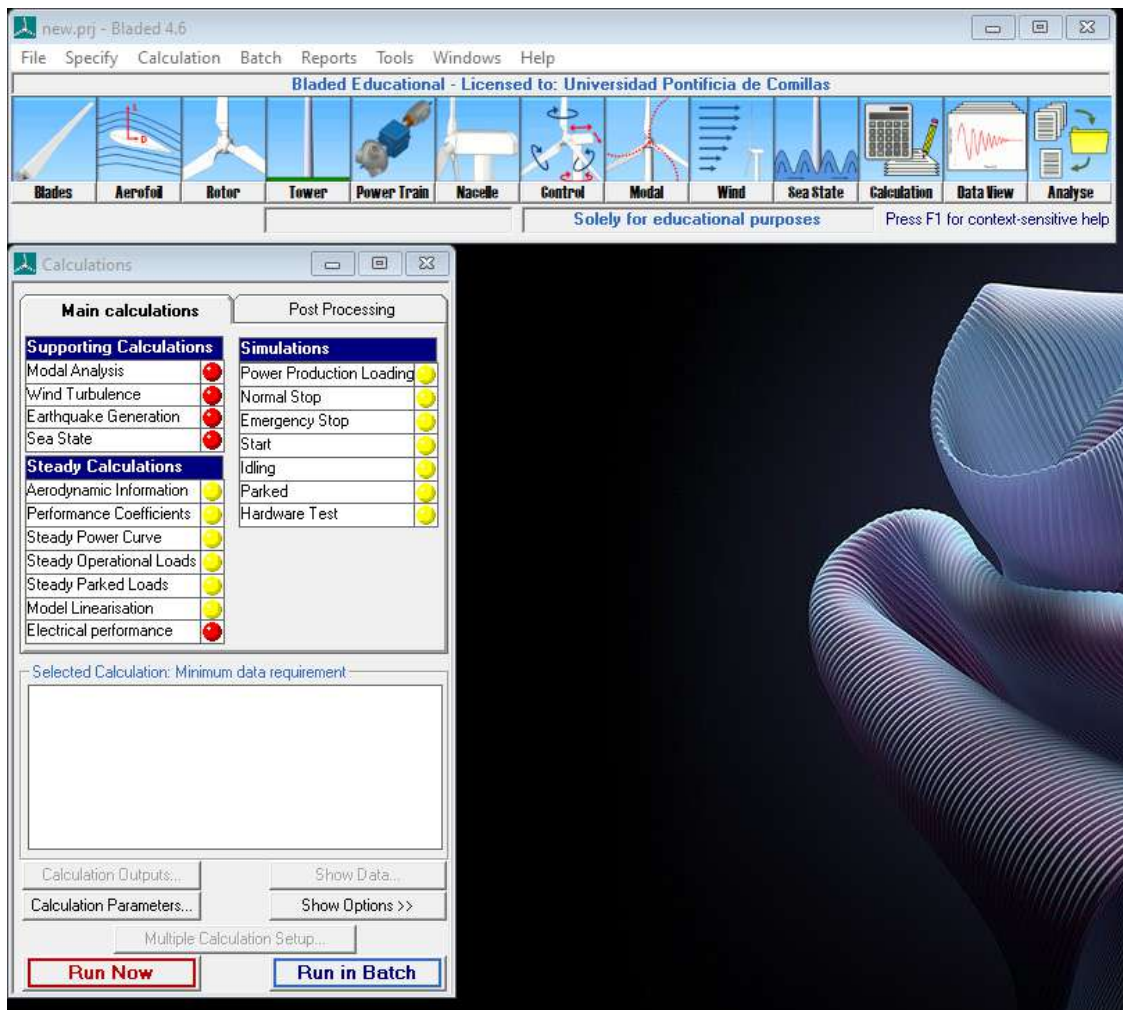 new.prj - Bladed 4.6
File Specify Calculation Batch Reports Tools Windows Help
Bladed Educational - Licensed to: Universidad Pontificia de Comillas
L
D
Blades Aerofoil Rotor Tower Power Train Nacelle Control Modal Wind Sea State Calculation Data View Analyse
Solely for educational purposes Press F1 for context-sensitive help
Calculations
Main calculations Post Processing
Supporting Calculations
Modal Analysis
Wind Turbulence
Earthquake Generation
Sea State
Steady Calculations
Aerodynamic Information
Performance Coefficients
Steady Power Curve
Steady Operational Loads
Steady Parked Loads
Model Linearisation
Electrical performance
Simulations
Power Production Loading
Normal Stop
Emergency Stop
Start
Idling
Parked
Hardware Test
Selected Calculation: Minimum data requirement
Calculation Outputs... Show Data...
Calculation Parameters... Show Options >>
Multiple Calculation Setup...
Run Now Run in Batch